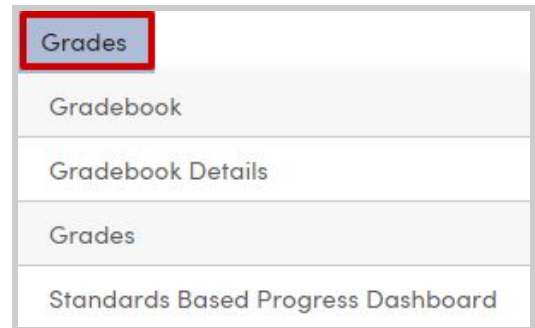 Grades
Gradebook
Gradebook Details
Grades
Standards Based Progress Dashboard